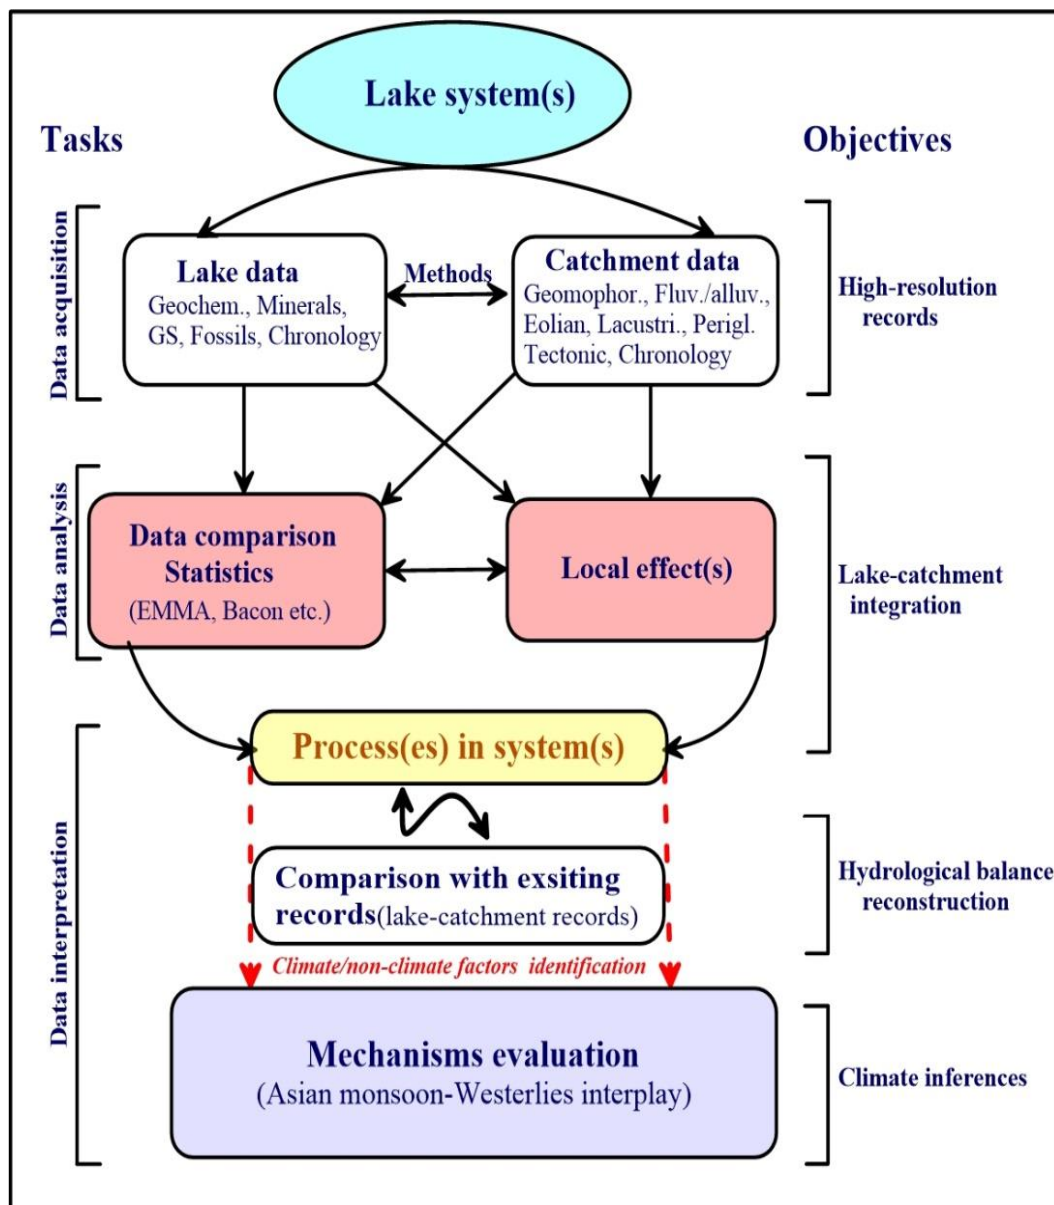 Lake system(s)
Tasks
Objectives
Data acquisition
Lake data
Geochem., Minerals,
GS, Fossils, Chronology
Methods
Catchment data
Geomophor., Fluv./alluv.,
Eolian, Lacustri., Perigl.
Tectonic, Chronology
High-resolution
records
Data analysis
Data comparison
Statistics
(EMMA, Bacon etc.)
Local effect(s)
Lake-catchment
integration
Data interpretation
Process(es) in system(s)
Comparison with exsiting
records(lake-catchment records)
Hydrological balance
reconstruction
Climate/non-climate factors identification
Mechanisms evaluation
(Asian monsoon-Westerlies interplay)
Climate inferences